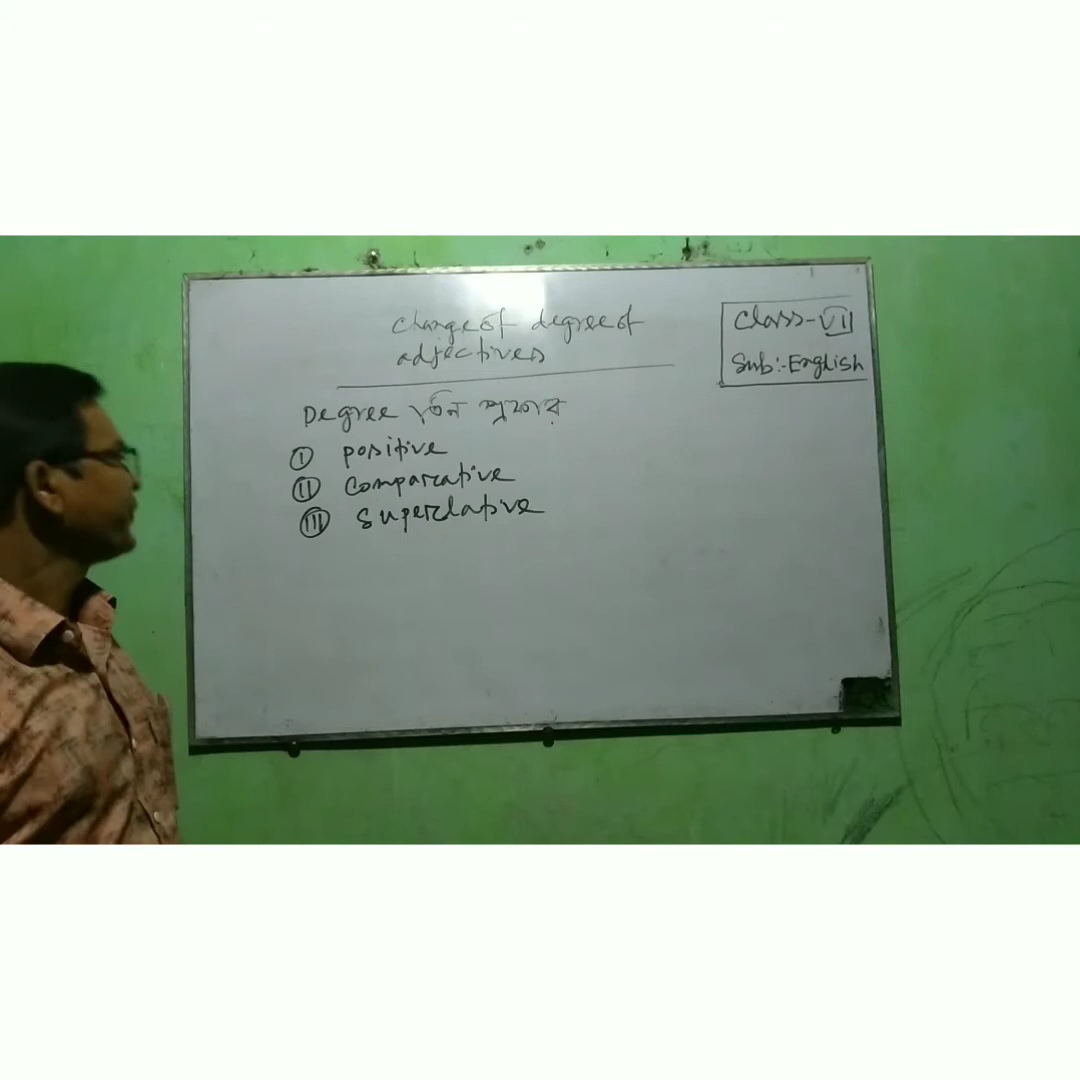 Change of degree of
adjectives
Class-VII
Sub:-English
Degree তিন প্রকার
I positive
II comparative
III superlative